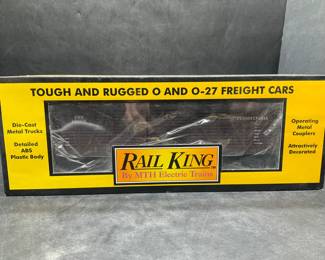 TOUGH AND RUGGED O AND O-27 FREIGHT CARS
Die-Cast
Metal Trucks
Detailed
ABS
Plastic Body
PENNSYLVANIA
Operating
Metal
Couplers
Attractively
Decorated
RAIL KING
By MTH Electric Trains